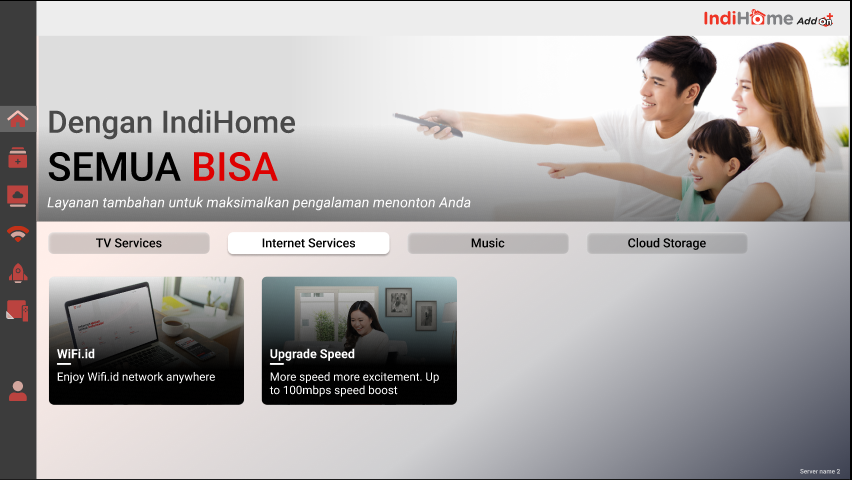 IndiHome Add On
Dengan IndiHome
SEMUA BISA
Layanan tambahan untuk maksimalkan pengalaman menonton Anda
TV Services
Internet Services
Music
Cloud Storage
WiFi.id
Enjoy Wifi.id network anywhere
Upgrade Speed
More speed more excitement. Up
to 100mbps speed boost
Server name 2